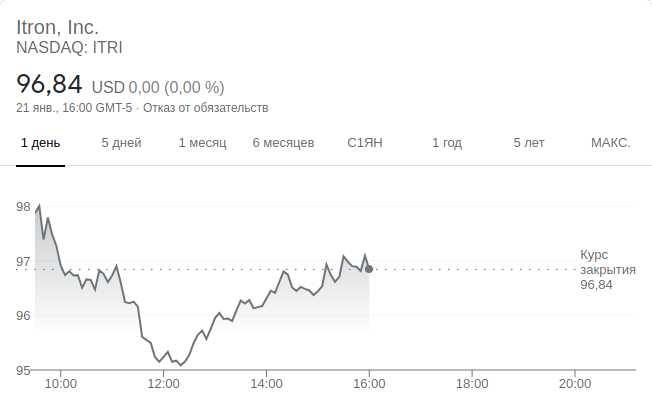 Itron, Inc.
NASDAQ: ITRI
96,84 USD 0,00 (0,00 %)
21 янв., 16:00 GMT-5 · Отказ от обязательств
1 день 5 дней 1 месяц 6 месяцев С1ЯН 1 год 5 лет МАКС.
98
97
96
95
Курс
закрытия
96,84
10:00 12:00 14:00 16:00 18:00 20:00